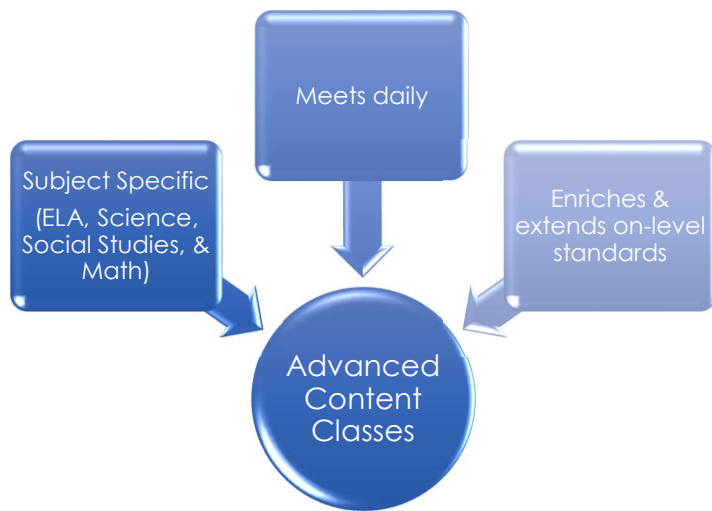 Meets daily
Subject Specific
(ELA, Science,
Social Studies, &
Math)
Enriches &
extends on-level
standards
Advanced
Content
Classes